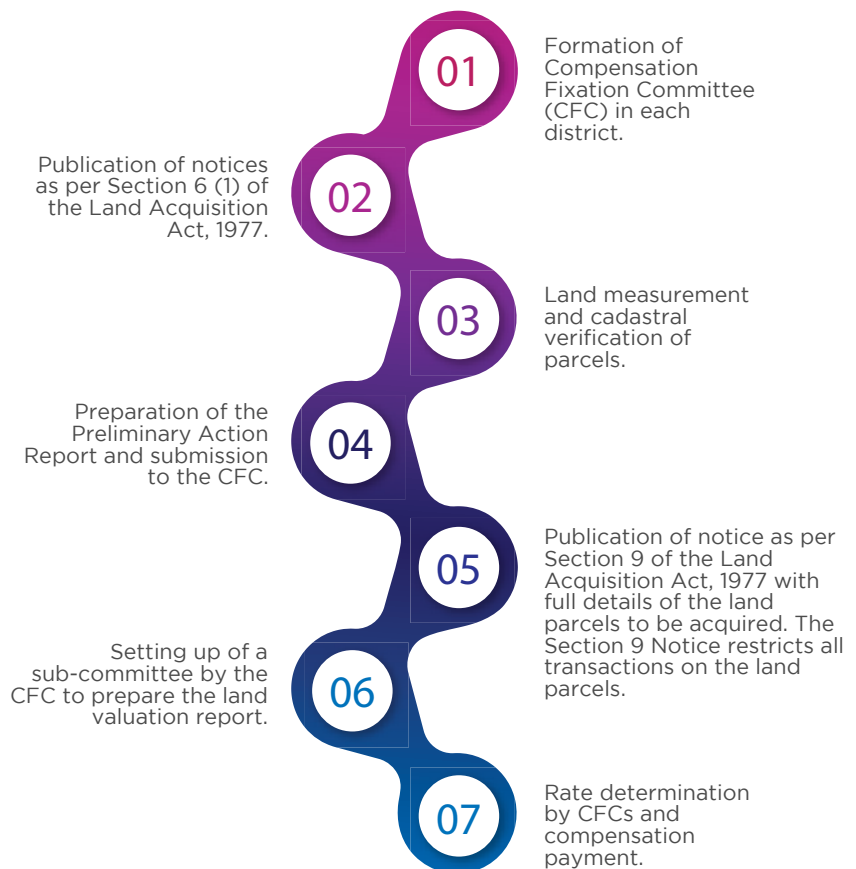 01
Formation of
Compensation
Fixation Committee
(CFC) in each
district.
Publication of notices
as per Section 6 (1) of
the Land Acquisition
Act, 1977.
02
03
Land measurement
and cadastral
verification of
parcels.
Preparation of the
Preliminary Action
Report and submission
to the CFC.
04
05
Publication of notice as per
Section 9 of the Land
Acquisition Act, 1977 with
full details of the land
parcels to be acquired. The
Section 9 Notice restricts all
transactions on the land
parcels.
Setting up of a
sub-committee by the
CFC to prepare the land
valuation report.
06
07
Rate determination
by CFCs and
compensation
payment.